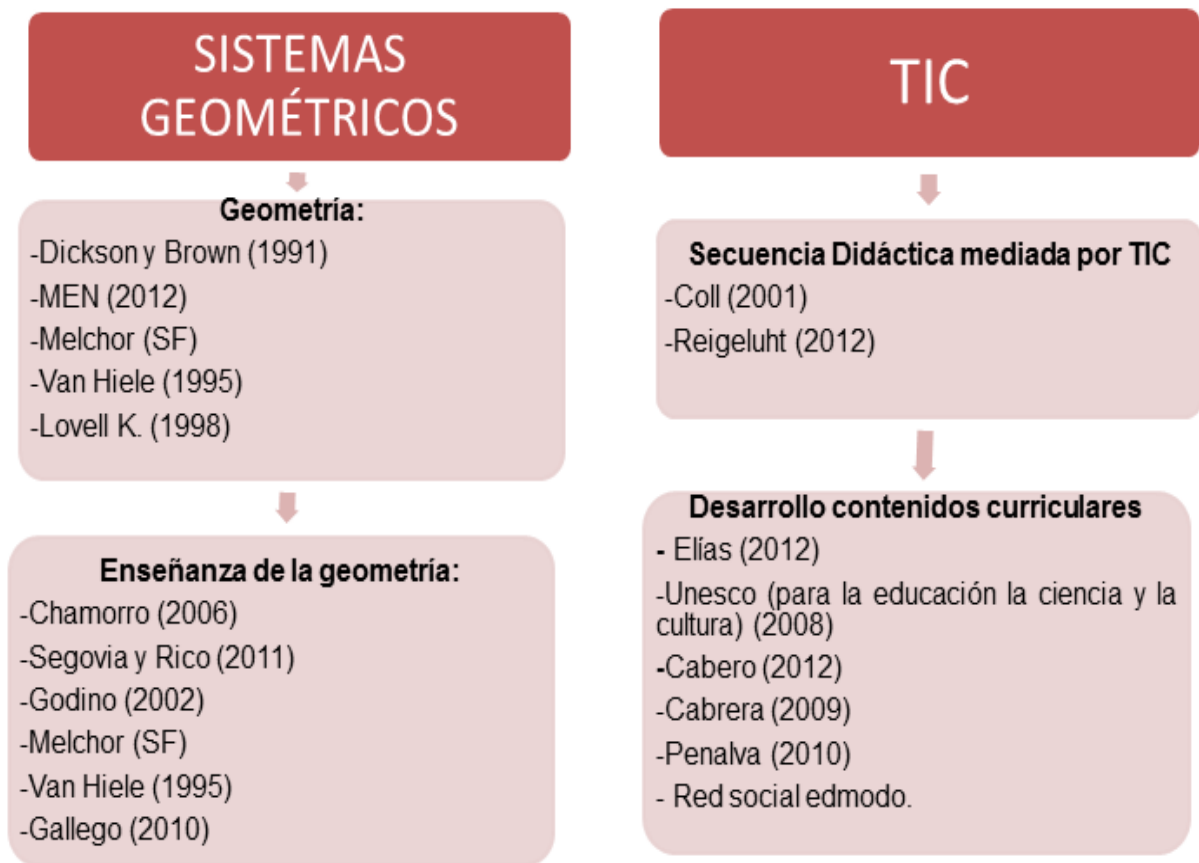 SISTEMAS
GEOMÉTRICOS
Geometría:
-Dickson y Brown (1991)
-MEN (2012)
-Melchor (SF)
-Van Hiele (1995)
-Lovell K. (1998)
Enseñanza de la geometría:
-Chamorro (2006)
-Segovia y Rico (2011)
-Godino (2002)
-Melchor (SF)
-Van Hiele (1995)
-Gallego (2010)
TIC
Secuencia Didáctica mediada por TIC
-Coll (2001)
-Reigeluht (2012)
Desarrollo contenidos curriculares
- Elías (2012)
-Unesco (para la educación la ciencia y la
cultura) (2008)
-Cabero (2012)
-Cabrera (2009)
-Penalva (2010)
- Red social edmodo.